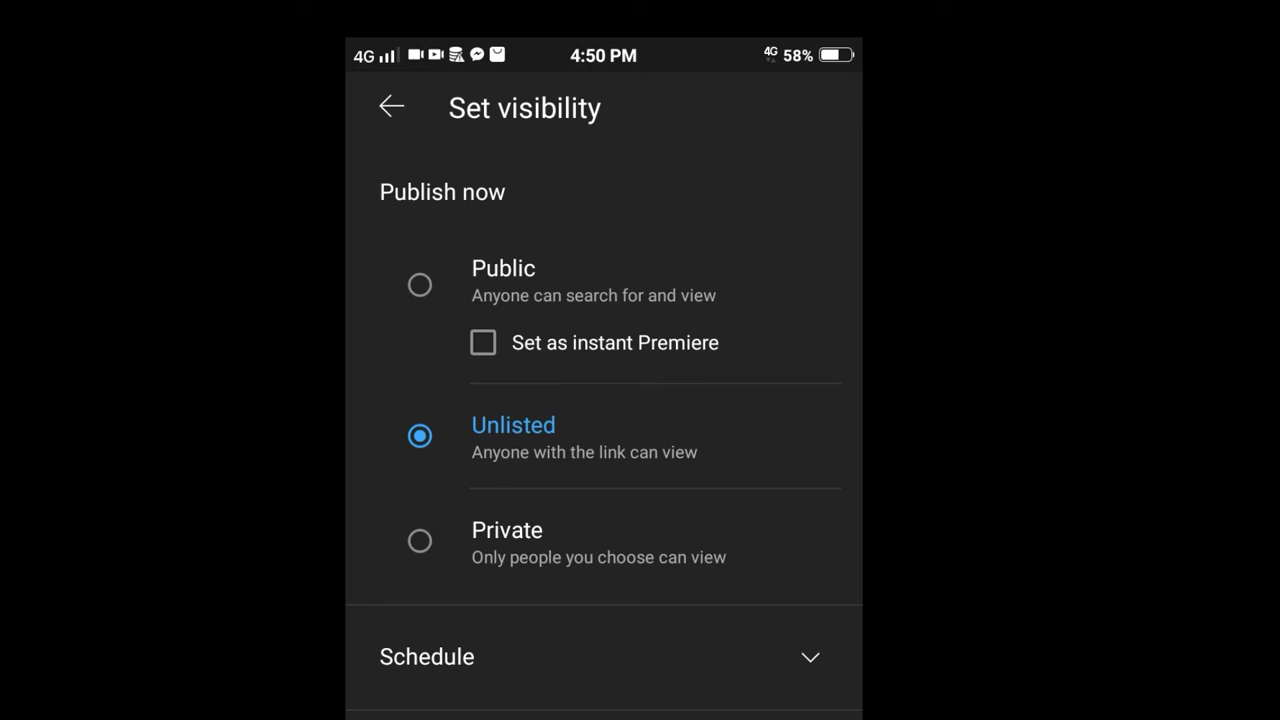 4G 4:50 PM 4G 58%
Set visibility
Publish now
Public
Anyone can search for and view
Set as instant Premiere
Unlisted
Anyone with the link can view
Private
Only people you choose can view
Schedule